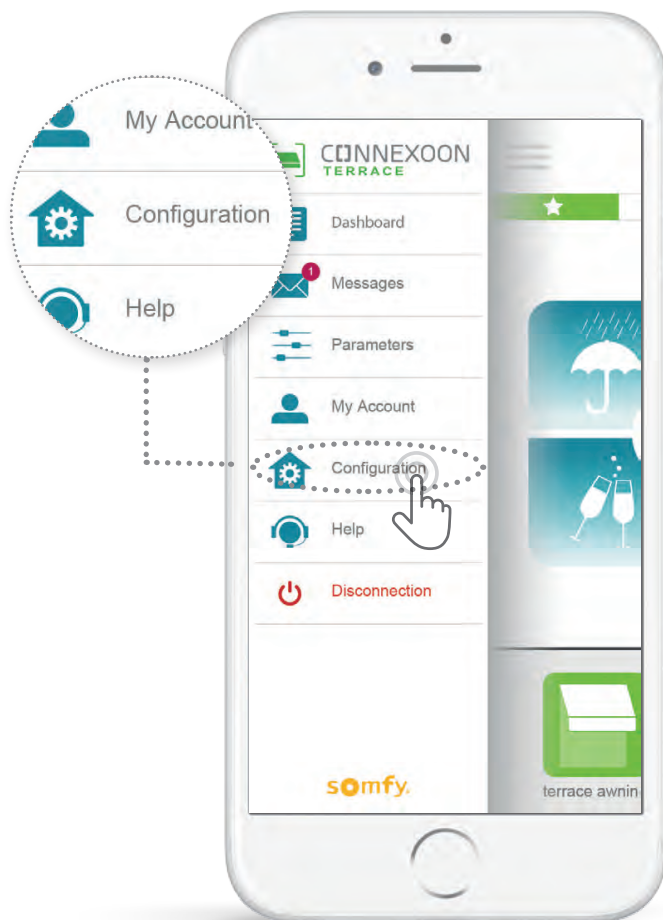 My Account
Configuration
Help
CONNEXOON
TERRACE
Dashboard
1
Messages
Parameters
My Account
Configuration
Help
Disconnection
somfy.
terrace awnin